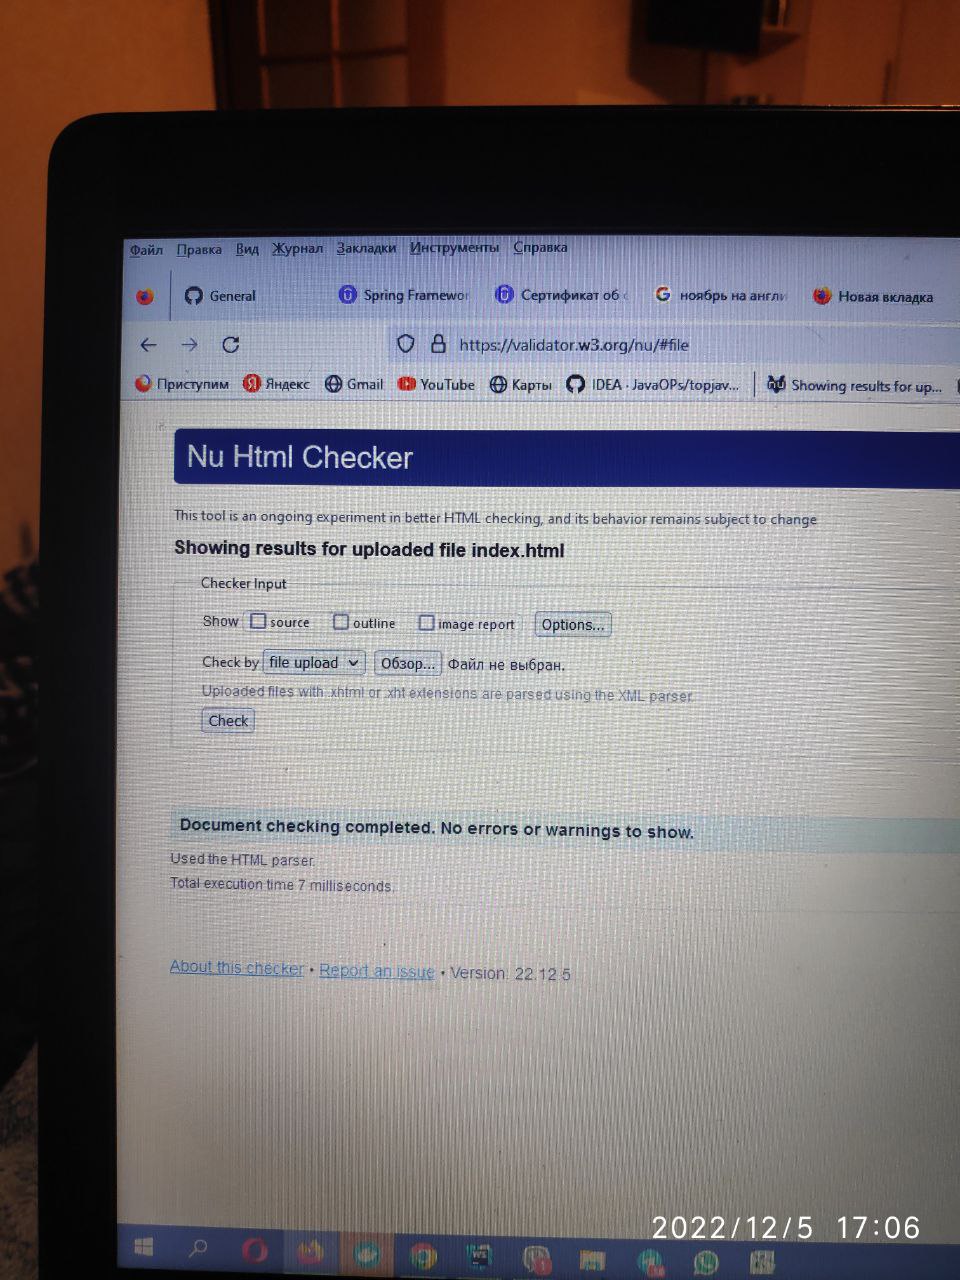 Файл Правка Вид Журнал Закладки Инструменты Справка
General Spring Framewor Сертификат об ноябрь на англи Новая вкладка
https://validator.w3.org/nu/#file
Приступим Яндекс Gmail YouTube Карты IDEA · JavaOPs/topjav... Showing results for up...
Nu Html Checker
This tool is an ongoing experiment in better HTML checking, and its behavior remains subject to change
Showing results for uploaded file index.html
Checker Input
Show source outline image report Options...
Check by file upload Обзор... Файл не выбран.
Uploaded files with .xhtml or .xht extensions are parsed using the XML parser.
Check
Document checking completed. No errors or warnings to show.
Used the HTML parser.
Total execution time 7 milliseconds.
About this checker • Report an issue • Version: 22.12.5
2022/12/5 17:06